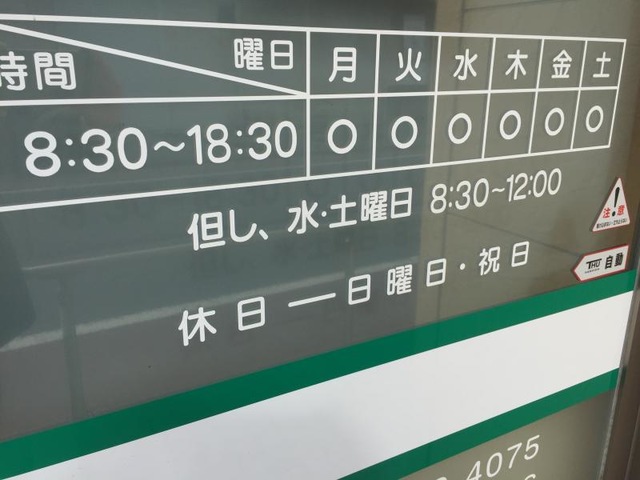 曜日 月 火 水 木 金 土
時間
8:30～18:30 ○ ○ ○ ○ ○ ○
但し、水・土曜日 8:30～12:00
注意
自動
休日―日曜日・祝日
4075